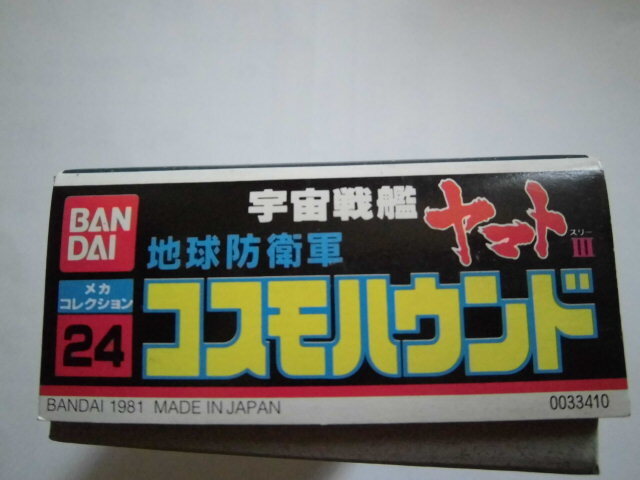 BAN
DAI
メカ
コレクション
24
宇宙戦艦
ヤマト
スリー
III
地球防衛軍
コスモハウンド
BANDAI 1981 MADE IN JAPAN
0033410